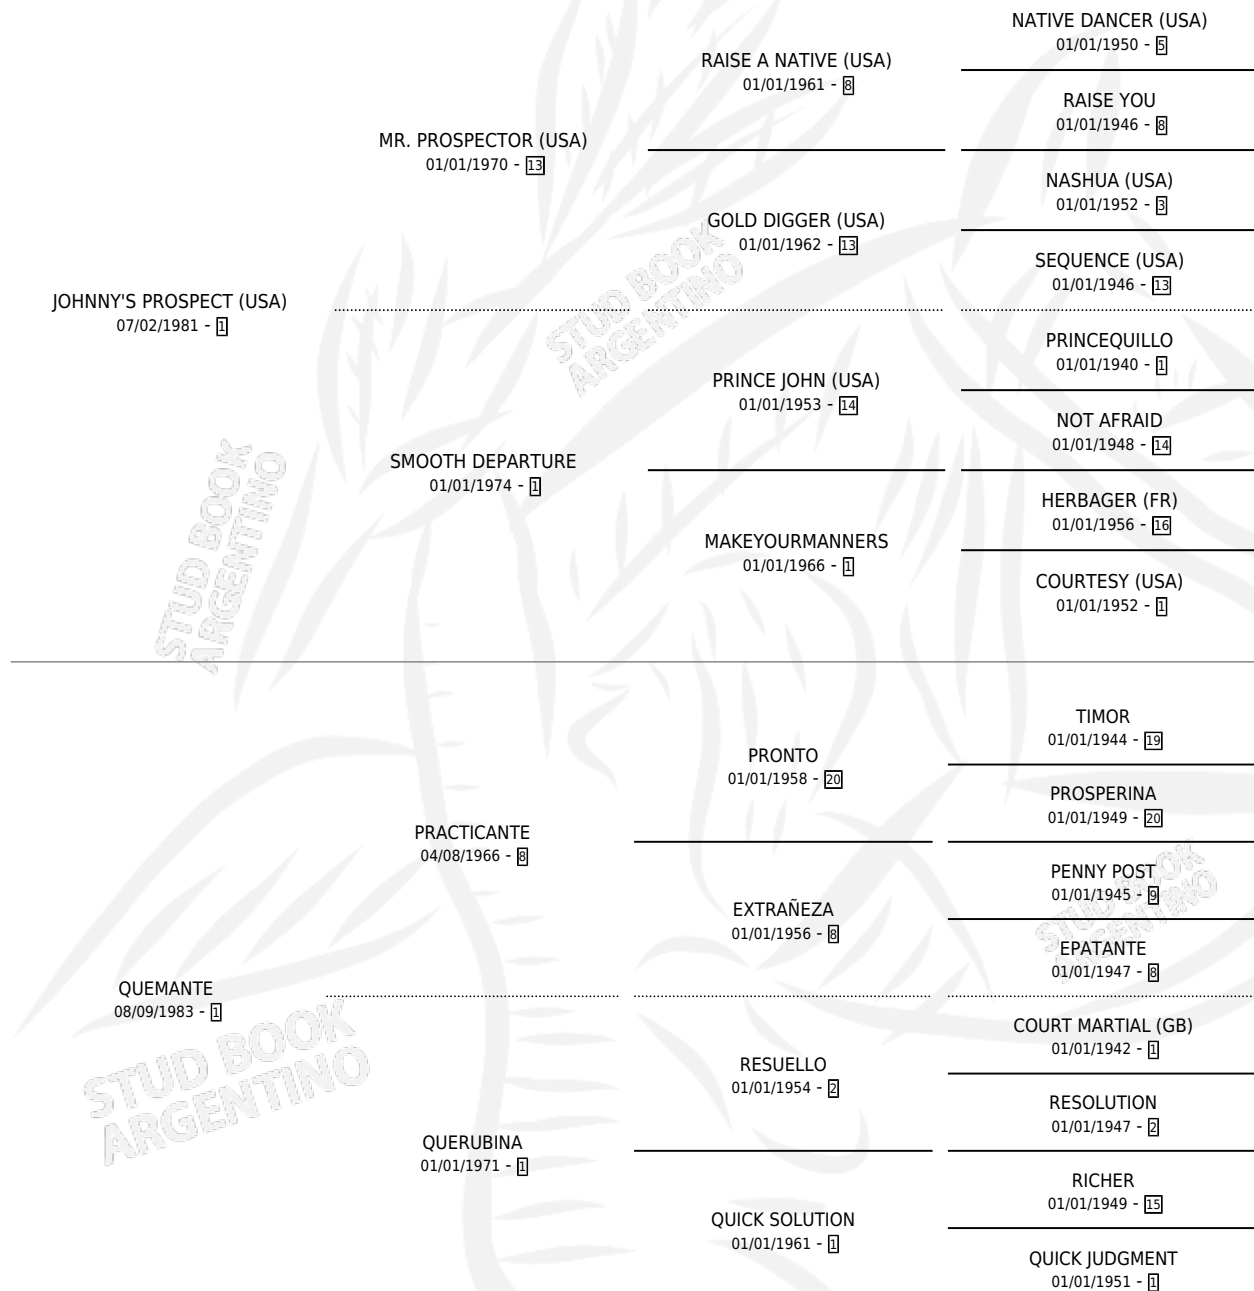 NATIVE DANCER (USA)
01/01/1950 - 5
RAISE A NATIVE (USA)
01/01/1961 - 8
RAISE YOU
01/01/1946 - 8
MR. PROSPECTOR (USA)
01/01/1970 - 13
NASHUA (USA)
01/01/1952 - 3
GOLD DIGGER (USA)
01/01/1962 - 13
SEQUENCE (USA)
01/01/1946 - 13
JOHNNY'S PROSPECT (USA)
07/02/1981 - 1
STUD BOOK
ARGENTINO
PRINCEQUILLO
01/01/1940 - 1
PRINCE JOHN (USA)
01/01/1953 - 14
NOT AFRAID
01/01/1948 - 14
SMOOTH DEPARTURE
01/01/1974 - 1
HERBAGER (FR)
01/01/1956 - 16
MAKEYOURMANNERS
01/01/1966 - 1
COURTESY (USA)
01/01/1952 - 1
STUD BOOK
ARGENTINO
TIMOR
01/01/1944 - 19
PRONTO
01/01/1958 - 20
PROSPERINA
01/01/1949 - 20
PRACTICANTE
04/08/1966 - 8
PENNY POST
01/01/1945 - 9
EXTRAÑEZA
01/01/1956 - 8
STUD BOOK
ARGENTINO
EPATANTE
01/01/1947 - 8
QUEMANTE
08/09/1983 - 1
STUD BOOK
ARGENTINO
COURT MARTIAL (GB)
01/01/1942 - 1
RESUELLO
01/01/1954 - 2
RESOLUTION
01/01/1947 - 2
QUERUBINA
01/01/1971 - 1
RICHER
01/01/1949 - 15
QUICK SOLUTION
01/01/1961 - 1
QUICK JUDGMENT
01/01/1951 - 1